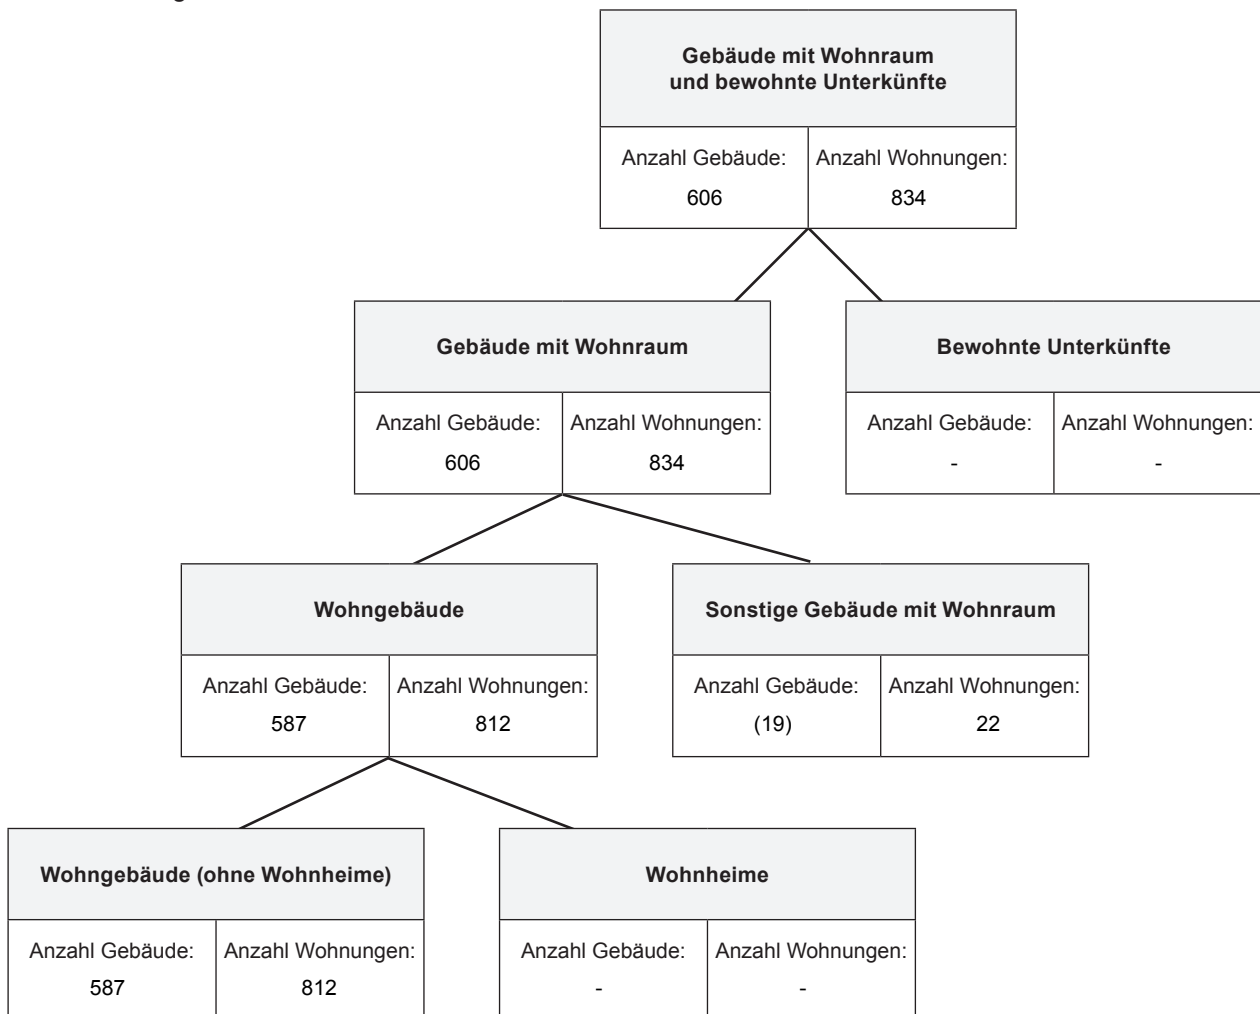 Gebäude mit Wohnraum
und bewohnte Unterkünfte
Anzahl Gebäude: Anzahl Wohnungen:
606 834
Gebäude mit Wohnraum
Anzahl Gebäude: Anzahl Wohnungen:
606 834
Bewohnte Unterkünfte
Anzahl Gebäude: Anzahl Wohnungen:
- -
Wohngebäude
Anzahl Gebäude: Anzahl Wohnungen:
587 812
Sonstige Gebäude mit Wohnraum
Anzahl Gebäude: Anzahl Wohnungen:
(19) 22
Wohngebäude (ohne Wohnheime)
Anzahl Gebäude: Anzahl Wohnungen:
587 812
Wohnheime
Anzahl Gebäude: Anzahl Wohnungen:
- -